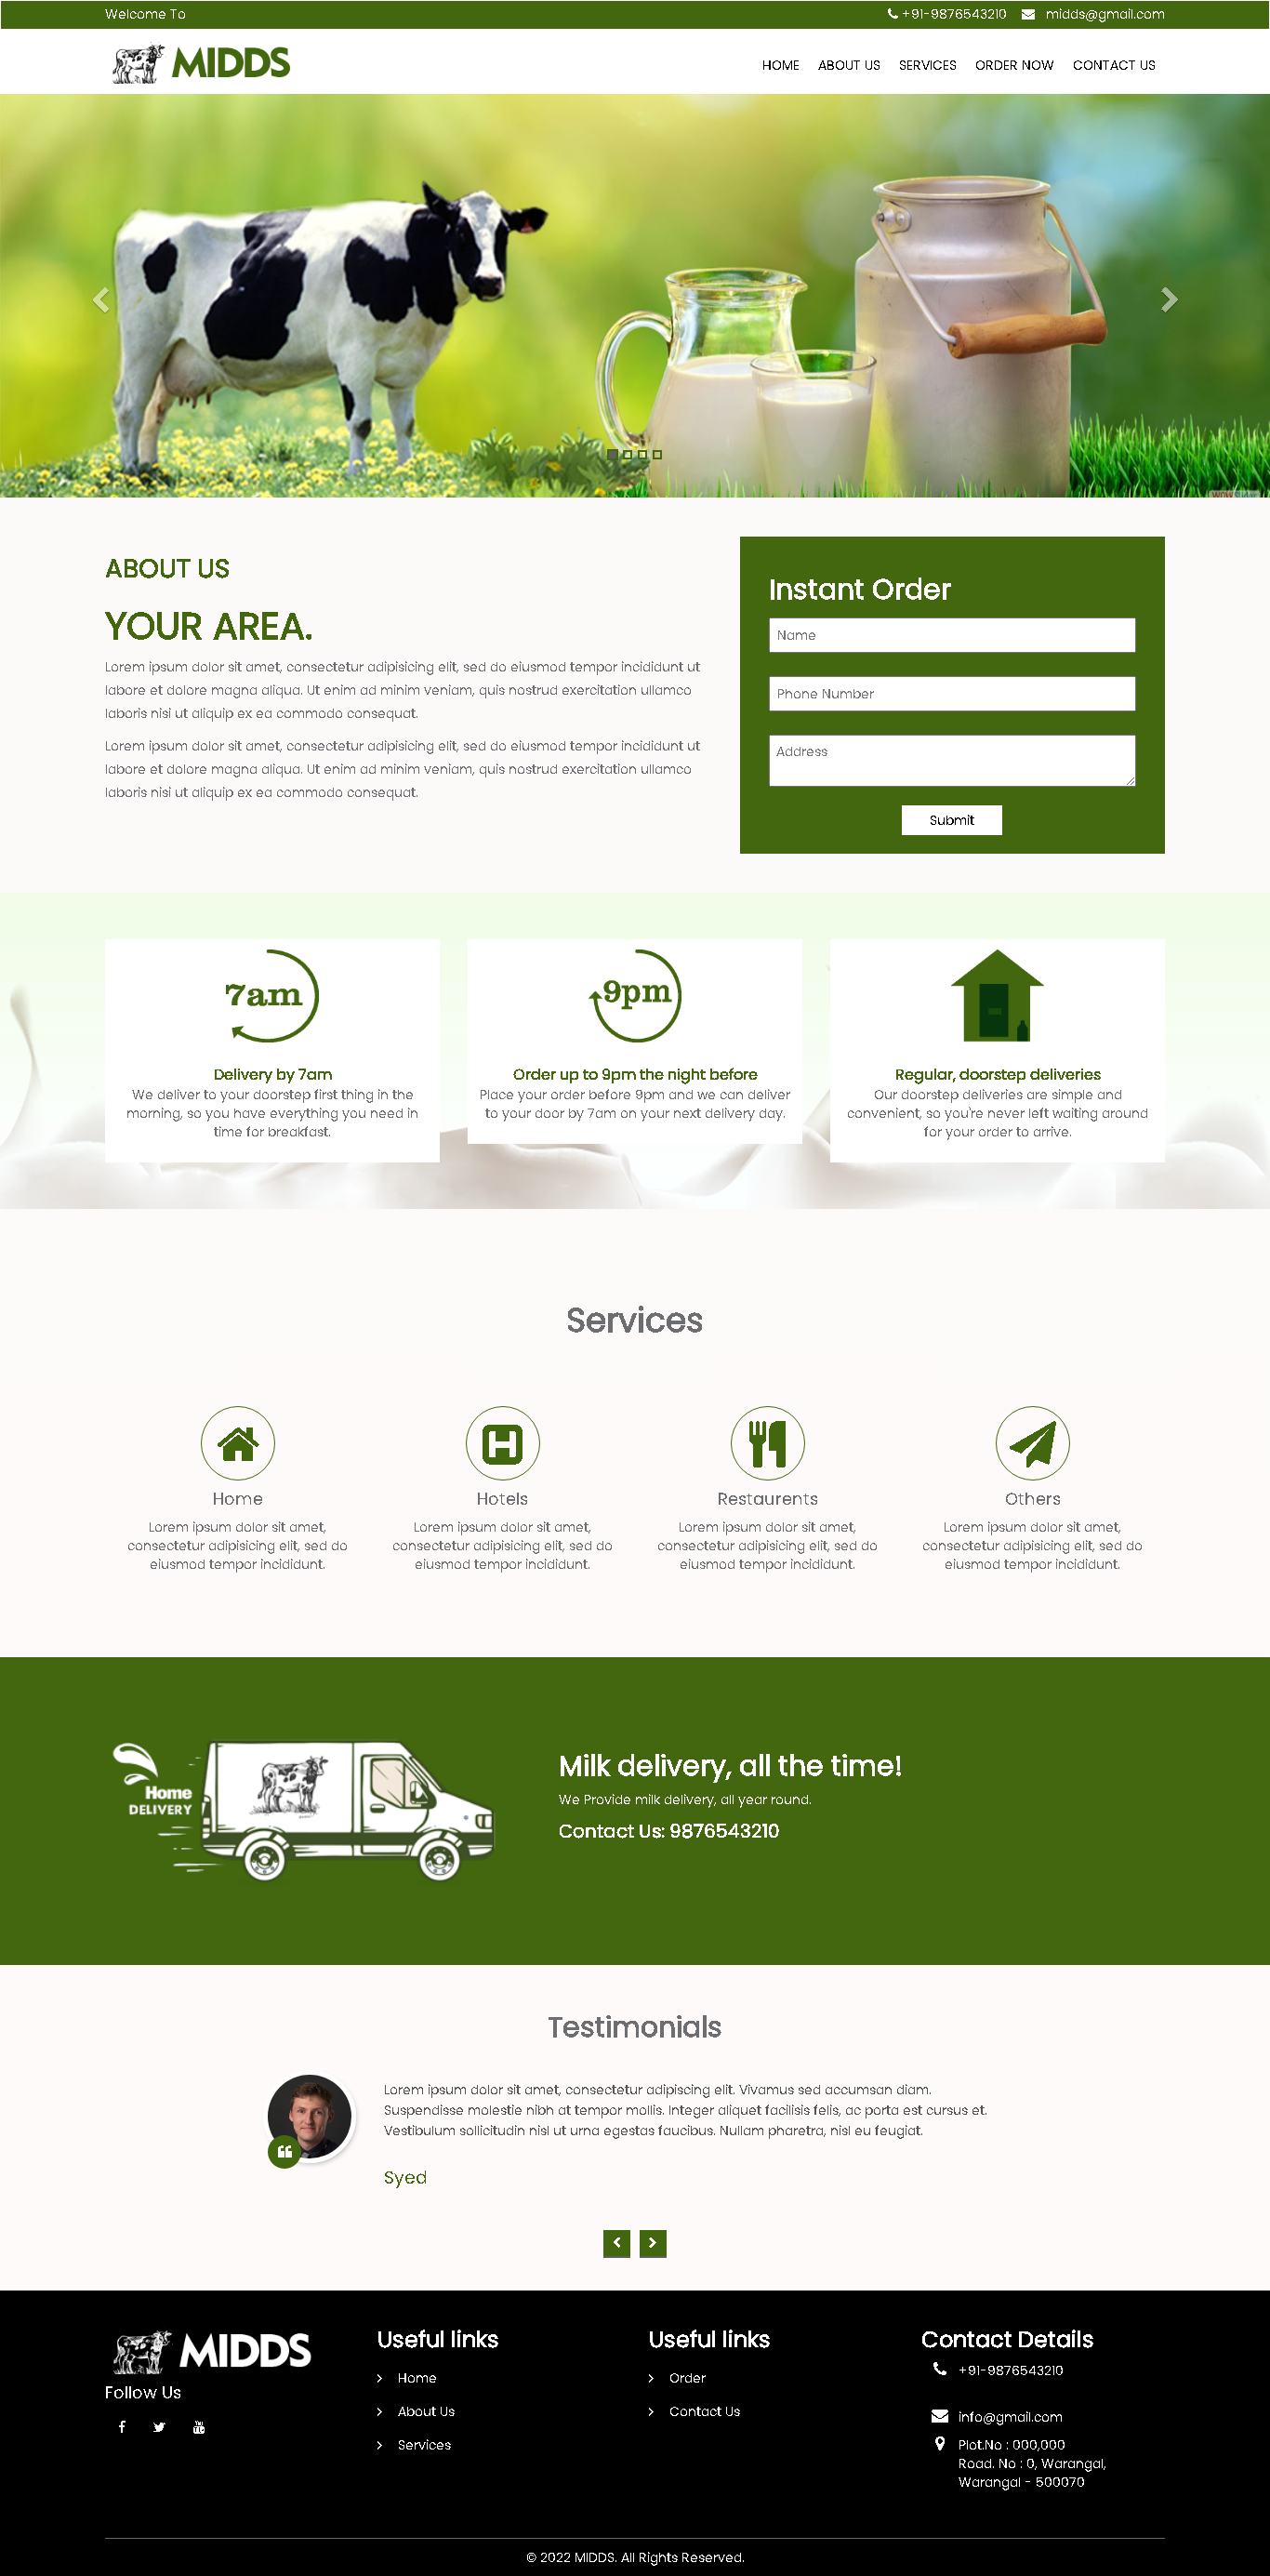 Welcome To
+91-9876543210 midds@gmail.com
MIDDS
HOME ABOUT US SERVICES ORDER NOW CONTACT US
ABOUT US
YOUR AREA.
Lorem ipsum dolor sit amet, consectetur adipisicing elit, sed do eiusmod tempor incididunt ut
labore et dolore magna aliqua. Ut enim ad minim veniam, quis nostrud exercitation ullamco
laboris nisi ut aliquip ex ea commodo consequat.
Lorem ipsum dolor sit amet, consectetur adipisicing elit, sed do eiusmod tempor incididunt ut
labore et dolore magna aliqua. Ut enim ad minim veniam, quis nostrud exercitation ullamco
laboris nisi ut aliquip ex ea commodo consequat.
Instant Order
Name
Phone Number
Address
Submit
7am
Delivery by 7am
We deliver to your doorstep first thing in the
morning, so you have everything you need in
time for breakfast.
9pm
Order up to 9pm the night before
Place your order before 9pm and we can deliver
to your door by 7am on your next delivery day.
Regular, doorstep deliveries
Our doorstep deliveries are simple and
convenient, so you're never left waiting around
for your order to arrive.
Services
Home
Lorem ipsum dolor sit amet,
consectetur adipisicing elit, sed do
eiusmod tempor incididunt.
H
Hotels
Lorem ipsum dolor sit amet,
consectetur adipisicing elit, sed do
eiusmod tempor incididunt.
Restaurents
Lorem ipsum dolor sit amet,
consectetur adipisicing elit, sed do
eiusmod tempor incididunt.
Others
Lorem ipsum dolor sit amet,
consectetur adipisicing elit, sed do
eiusmod tempor incididunt.
Home
DELIVERY
Milk delivery, all the time!
We Provide milk delivery, all year round.
Contact Us: 9876543210
Testimonials
Lorem ipsum dolor sit amet, consectetur adipiscing elit. Vivamus sed accumsan diam.
Suspendisse molestie nibh at tempor mollis. Integer aliquet facilisis felis, ac porta est cursus et.
Vestibulum sollicitudin nisl ut urna egestas faucibus. Nullam pharetra, nisl eu feugiat.
Syed
MIDDS
Follow Us
Useful links
Home
About Us
Services
Useful links
Order
Contact Us
Contact Details
+91-9876543210
info@gmail.com
Plot.No : 000,000
Road. No : 0, Warangal,
Warangal - 500070
© 2022 MIDDS. All Rights Reserved.